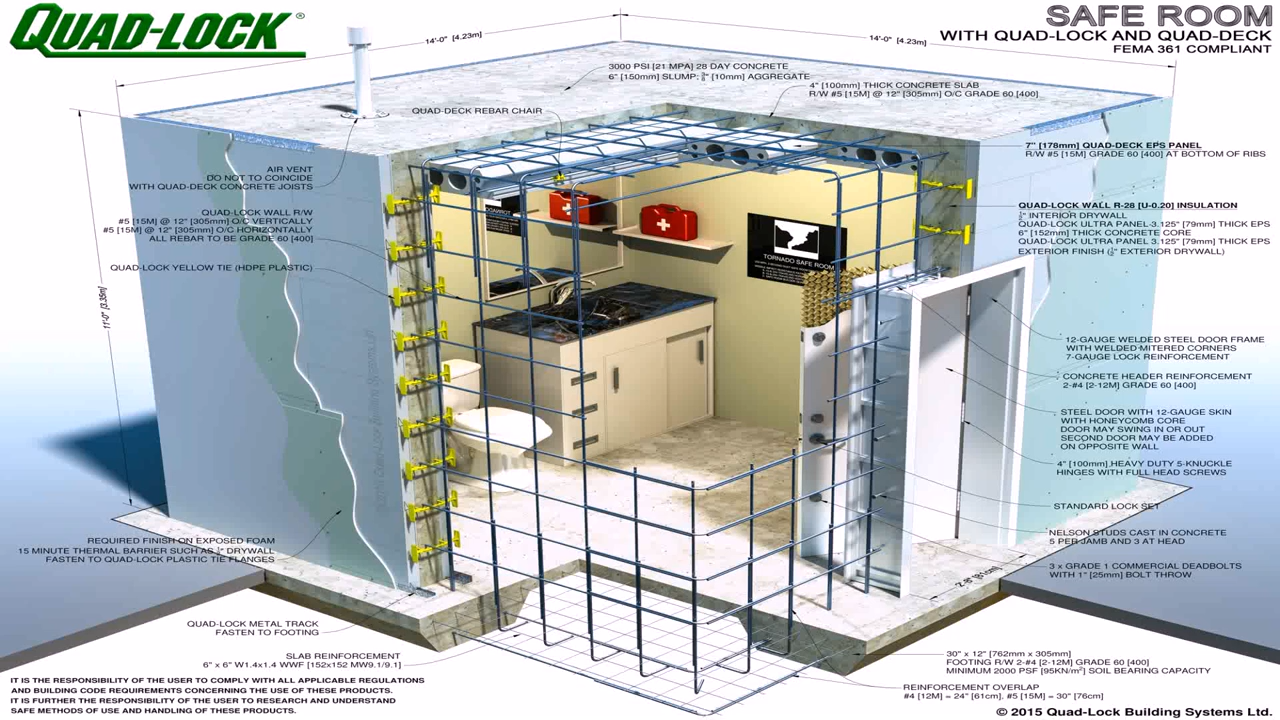 QUAD-LOCK®
SAFE ROOM
WITH QUAD-LOCK AND QUAD-DECK
FEMA 361 COMPLIANT
14'-0" [4.23m]
14'-0" [4.23m]
3000 PSI [21 MPA] 28 DAY CONCRETE
6" [150mm] SLUMP; ⅜" [10mm] AGGREGATE
4" [100mm] THICK CONCRETE SLAB
R/W #5 [15M] @ 12" [305mm] O/C GRADE 60 [400]
QUAD-DECK REBAR CHAIR
7" [178mm] QUAD-DECK EPS PANEL
R/W #5 [15M] GRADE 60 [400] AT BOTTOM OF RIBS
AIR VENT
DO NOT TO COINCIDE
WITH QUAD-DECK CONCRETE JOISTS
QUAD-LOCK WALL R/W
#5 [15M] @ 12" [305mm] O/C VERTICALLY
#5 [15M] @ 12" [305mm] O/C HORIZONTALLY
ALL REBAR TO BE GRADE 60 [400]
QUAD-LOCK WALL R-28 [U-0.20] INSULATION
½" INTERIOR DRYWALL
QUAD-LOCK ULTRA PANEL-3.125" [79mm] THICK EPS
6" [152mm] THICK CONCRETE CORE
QUAD-LOCK ULTRA PANEL 3.125" [79mm] THICK EPS
EXTERIOR FINISH (½" EXTERIOR DRYWALL)
QUAD-LOCK YELLOW TIE (HDPE PLASTIC)
TORNADO SAFE ROOM
11'-0" [3.35m]
12-GAUGE WELDED STEEL DOOR FRAME
WITH WELDED MITERED CORNERS
7-GAUGE LOCK REINFORCEMENT
CONCRETE HEADER REINFORCEMENT
2-#4 [2-12M] GRADE 60 [400]
STEEL DOOR WITH 12-GAUGE SKIN
WITH HONEYCOMB CORE
DOOR MAY SWING IN OR OUT
SECOND DOOR MAY BE ADDED
ON OPPOSITE WALL
4" [100mm] HEAVY DUTY 5-KNUCKLE
HINGES WITH FULL HEAD SCREWS
STANDARD LOCK SET
NELSON STUDS CAST IN CONCRETE
5 PER JAMB AND 3 AT HEAD
3 x GRADE 1 COMMERCIAL DEADBOLTS
WITH 1" [25mm] BOLT THROW
REQUIRED FINISH ON EXPOSED FOAM
15 MINUTE THERMAL BARRIER SUCH AS ½" DRYWALL
FASTEN TO QUAD-LOCK PLASTIC TIE FLANGES
QUAD-LOCK METAL TRACK
FASTEN TO FOOTING
SLAB REINFORCEMENT
6" x 6" W1.4x1.4 WWF [152x152 MW9.1/9.1]
30" x 12" [762mm x 305mm]
FOOTING R/W 2-#4 [2-12M] GRADE 60 [400]
MINIMUM 2000 PSF [95KN/m²] SOIL BEARING CAPACITY
REINFORCEMENT OVERLAP
#4 [12M] = 24" [61cm], #5 [15M] = 30" [76cm]
IT IS THE RESPONSIBILITY OF THE USER TO COMPLY WITH ALL APPLICABLE REGULATIONS
AND BUILDING CODE REQUIREMENTS CONCERNING THE USE OF THESE PRODUCTS.
IT IS FURTHER THE RESPONSIBILITY OF THE USER TO RESEARCH AND UNDERSTAND
SAFE METHODS OF USE AND HANDLING OF THESE PRODUCTS.
© 2015 Quad-Lock Building Systems Ltd.